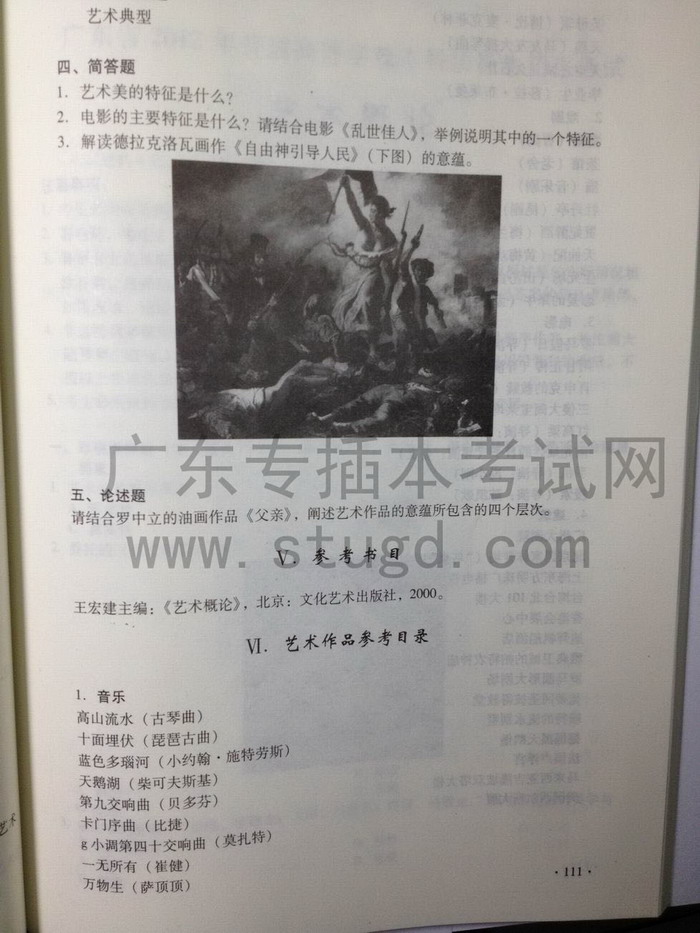 艺术典型
四、简答题
1. 艺术美的特征是什么？
2. 电影的主要特征是什么？请结合电影《乱世佳人》，举例说明其中的一个特征。
3. 解读德拉克洛瓦画作《自由神引导人民》（下图）的意蕴。
广东专插本考试网
五、论述题
请结合罗中立的油画作品《父亲》，阐述艺术作品的意蕴所包含的四个层次。
www.stugd.com
Ⅴ. 参考书目
王宏建主编：《艺术概论》，北京：文化艺术出版社，2000。
Ⅵ. 艺术作品参考目录
1. 音乐
高山流水（古琴曲）
十面埋伏（琵琶古曲）
蓝色多瑙河（小约翰·施特劳斯）
天鹅湖（柴可夫斯基）
第九交响曲（贝多芬）
卡门序曲（比捷）
g小调第四十交响曲（莫扎特）
一无所有（崔健）
万物生（萨顶顶）
·111·
艺术